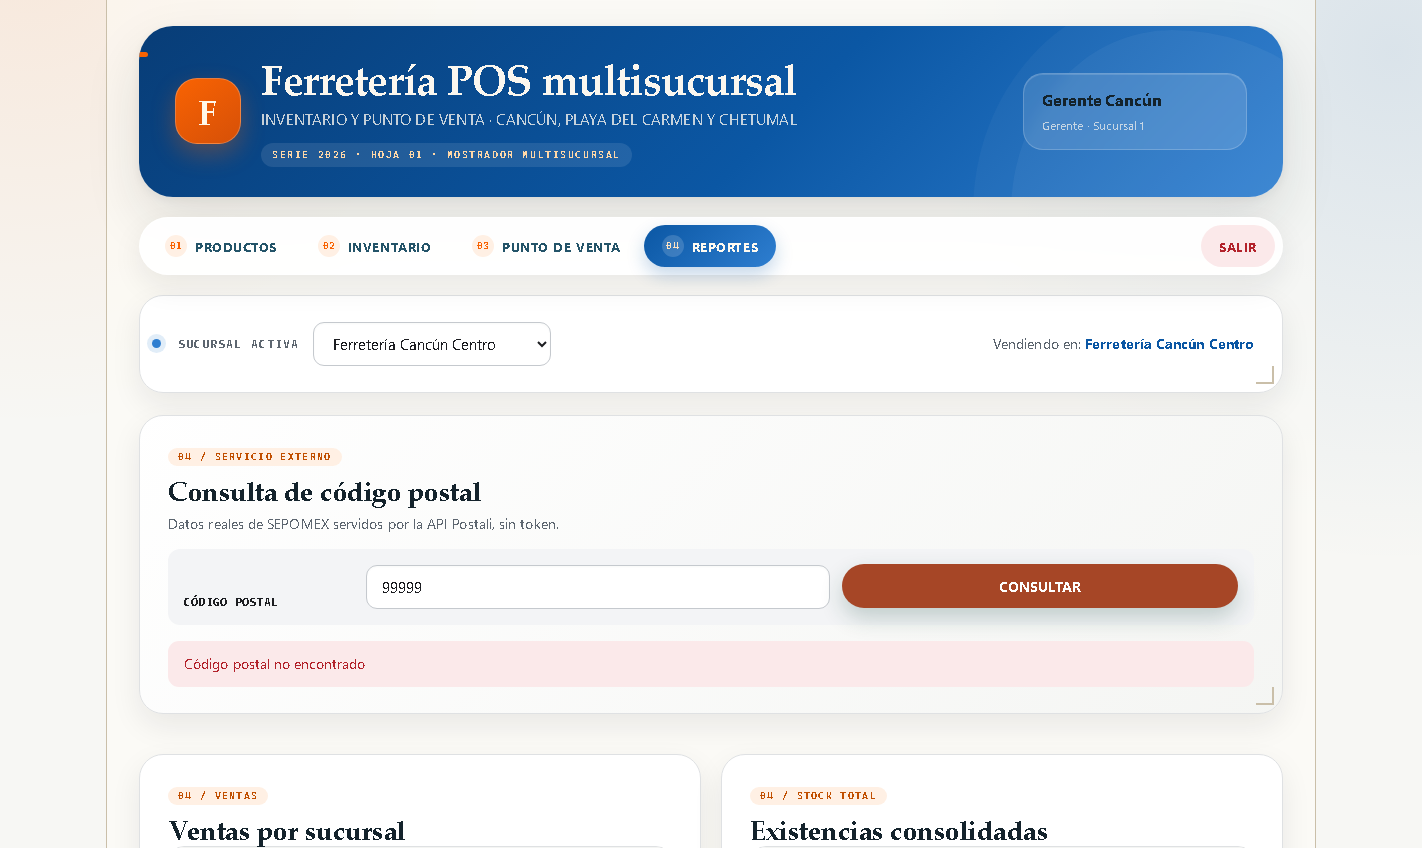 F
Ferretería POS multisucursal
INVENTARIO Y PUNTO DE VENTA · CANCÚN, PLAYA DEL CARMEN Y CHETUMAL
SERIE 2026 · HOJA 01 · MOSTRADOR MULTISUCURSAL
Gerente Cancún
Gerente · Sucursal 1
01 PRODUCTOS 02 INVENTARIO 03 PUNTO DE VENTA 04 REPORTES SALIR
SUCURSAL ACTIVA Ferretería Cancún Centro Vendiendo en: Ferretería Cancún Centro
04 / SERVICIO EXTERNO
Consulta de código postal
Datos reales de SEPOMEX servidos por la API Postali, sin token.
CÓDIGO POSTAL 99999 CONSULTAR
Código postal no encontrado
04 / VENTAS
Ventas por sucursal
04 / STOCK TOTAL
Existencias consolidadas